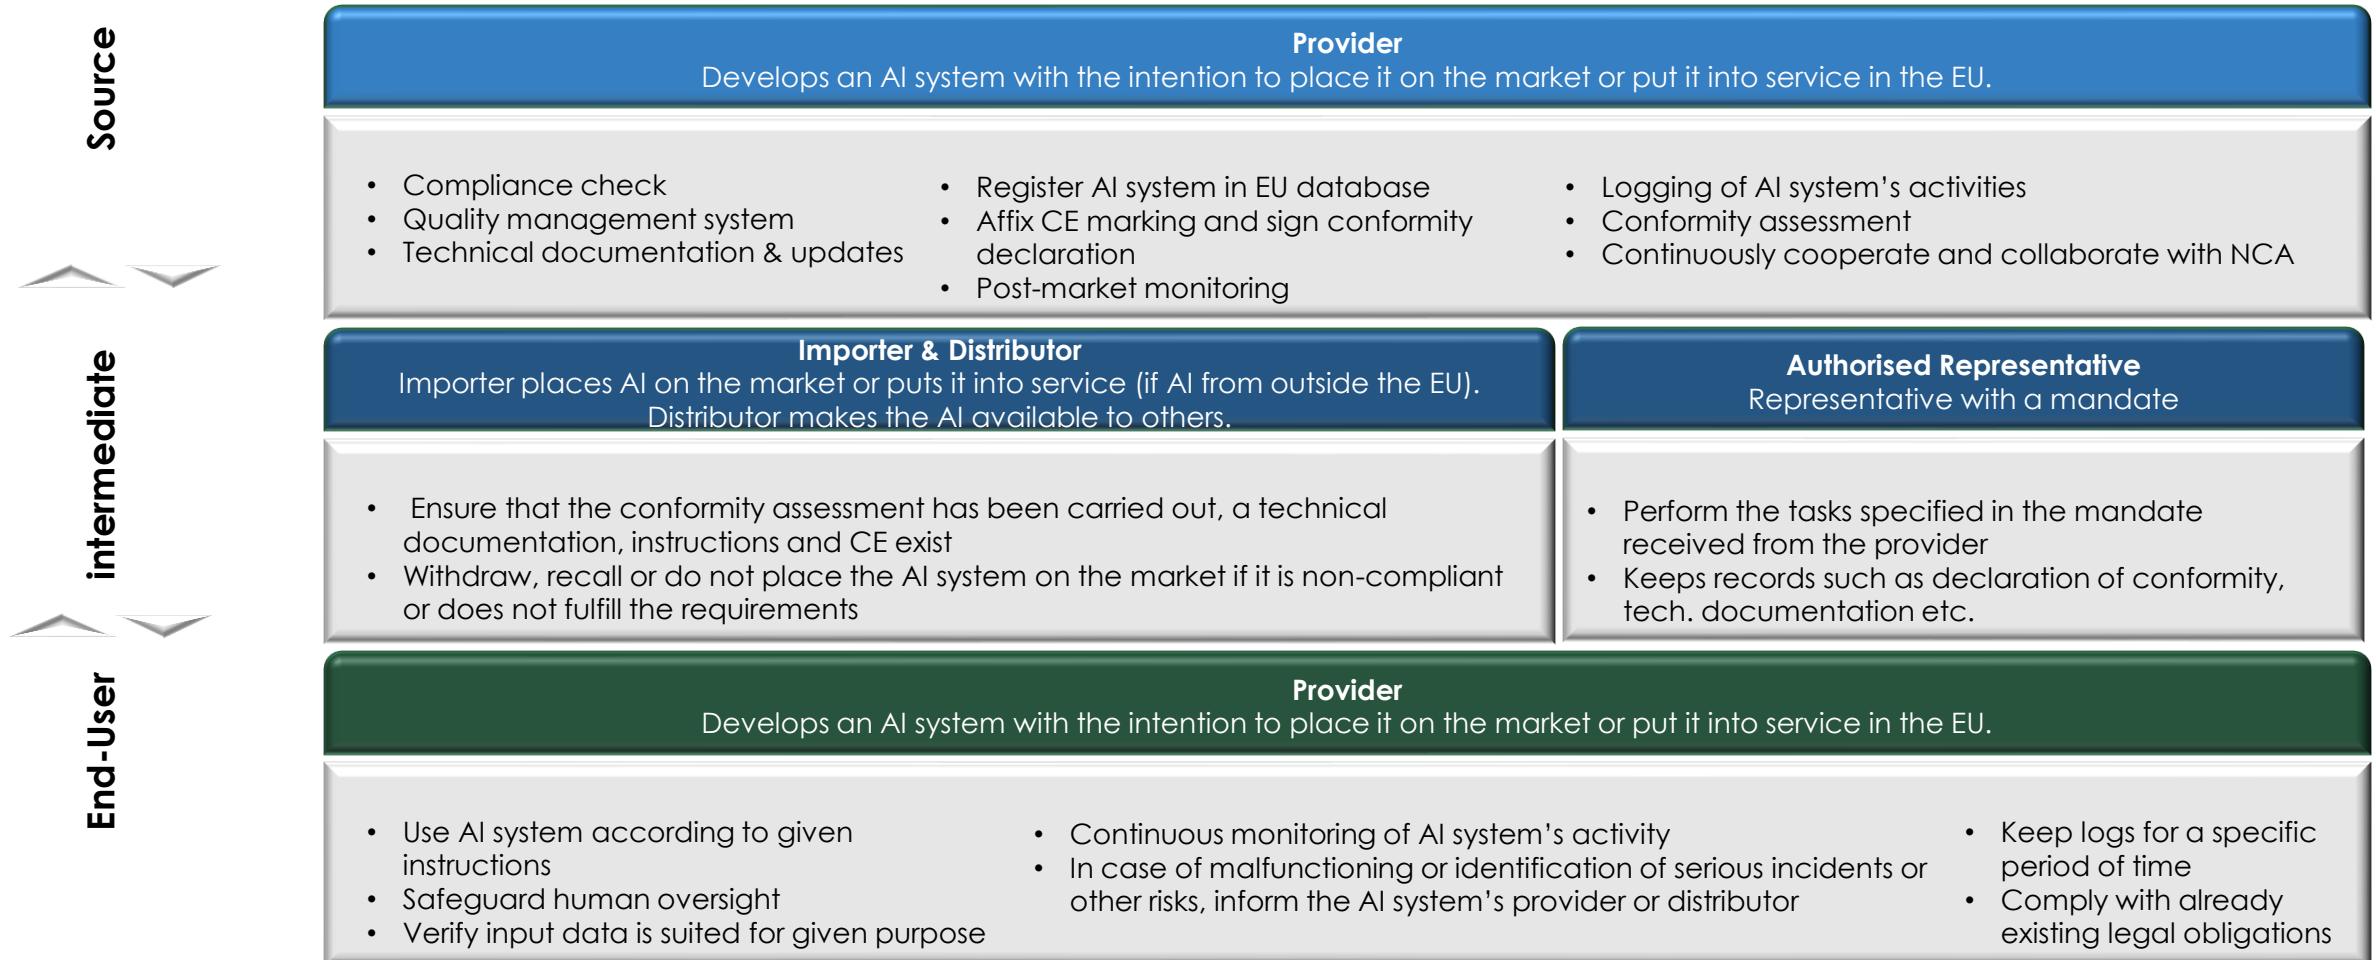 Source
Provider
Develops an AI system with the intention to place it on the market or put it into service in the EU.
• Compliance check
• Quality management system
• Technical documentation & updates
• Register AI system in EU database
• Affix CE marking and sign conformity
declaration
• Post-market monitoring
• Logging of AI system’s activities
• Conformity assessment
• Continuously cooperate and collaborate with NCA
intermediate
Importer & Distributor
Importer places AI on the market or puts it into service (if AI from outside the EU).
Distributor makes the AI available to others.
• Ensure that the conformity assessment has been carried out, a technical
documentation, instructions and CE exist
• Withdraw, recall or do not place the AI system on the market if it is non-compliant
or does not fulfill the requirements
Authorised Representative
Representative with a mandate
• Perform the tasks specified in the mandate
received from the provider
• Keeps records such as declaration of conformity,
tech. documentation etc.
End-User
Provider
Develops an AI system with the intention to place it on the market or put it into service in the EU.
• Use AI system according to given
instructions
• Safeguard human oversight
• Verify input data is suited for given purpose
• Continuous monitoring of AI system’s activity
• In case of malfunctioning or identification of serious incidents or
other risks, inform the AI system’s provider or distributor
• Keep logs for a specific
period of time
• Comply with already
existing legal obligations